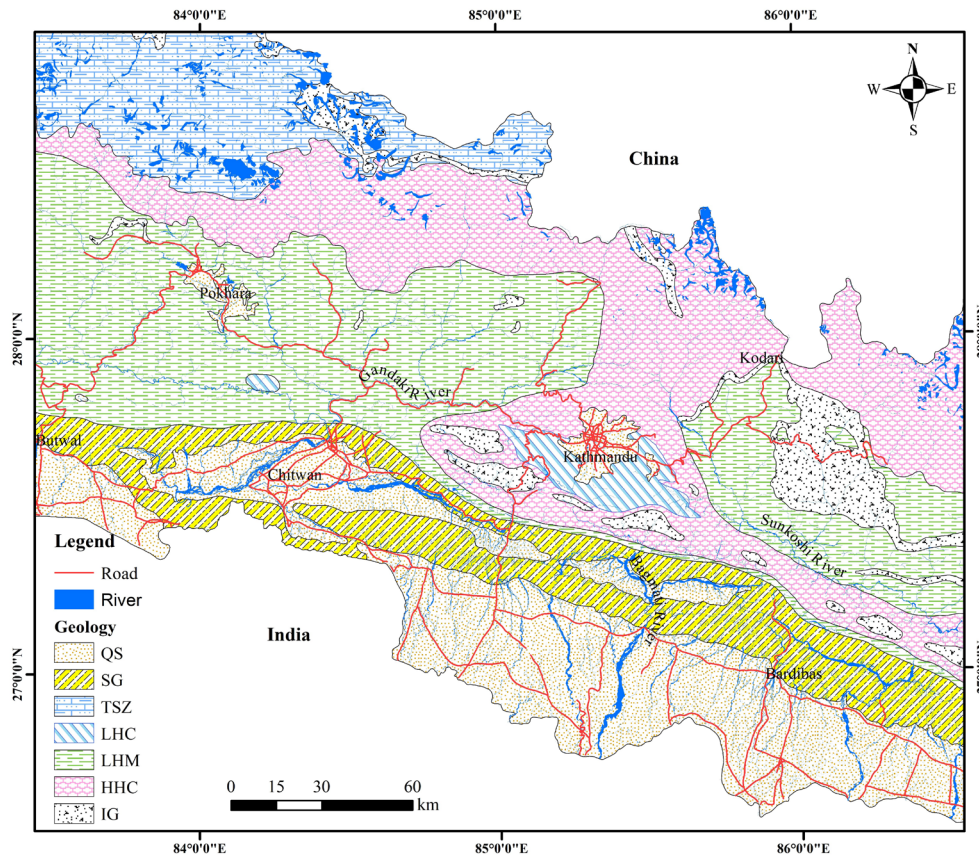 84°0'0"E
85°0'0"E
86°0'0"E
N
W
E
S
China
Pokhara
28°0'0"N
Kodari
Gandaki River
Butwal
Kathmandu
Chitwan
Sunkoshi River
Bagmati River
India
27°0'0"N
Bardibas
Legend
Road
River
Geology
QS
SG
TSZ
LHC
LHM
HHC
IG
0 15 30 60
km
84°0'0"E
85°0'0"E
86°0'0"E